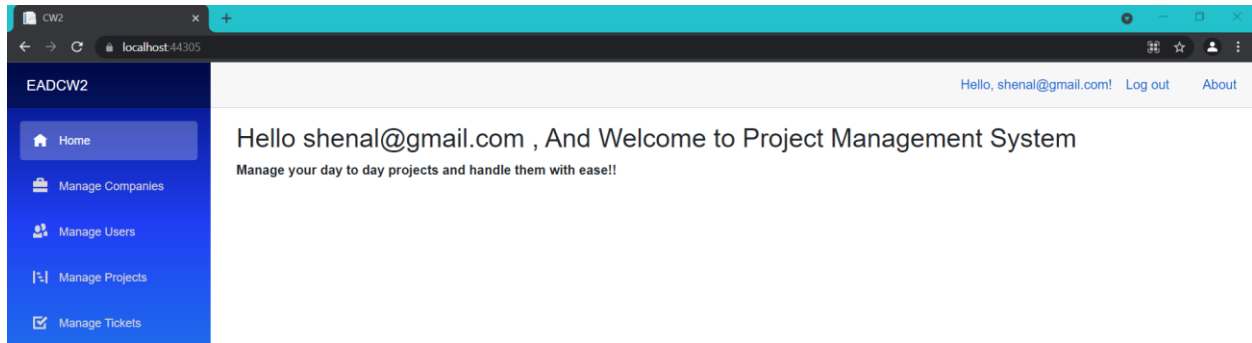 CW2
localhost:44305
EADCW2
Hello, shenal@gmail.com! Log out About
Home
Manage Companies
Manage Users
Manage Projects
Manage Tickets
Hello shenal@gmail.com , And Welcome to Project Management System
Manage your day to day projects and handle them with ease!!